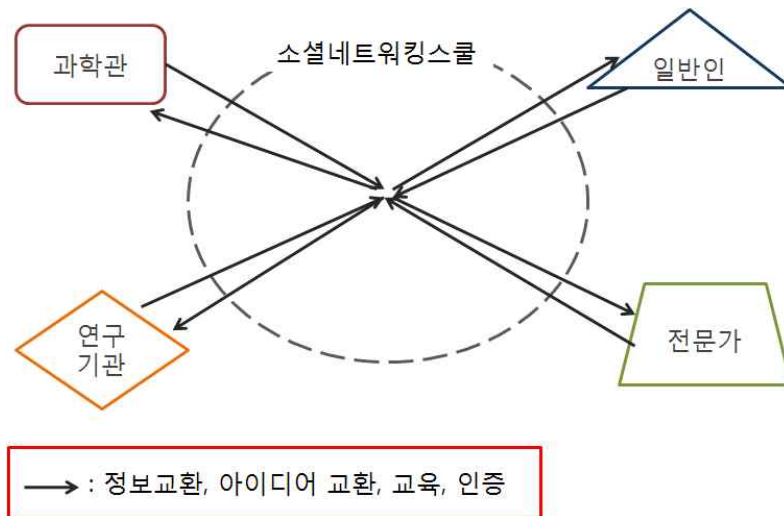 소셜네트워킹스쿨
과학관
일반인
연구
기관
전문가
: 정보교환, 아이디어 교환, 교육, 인증